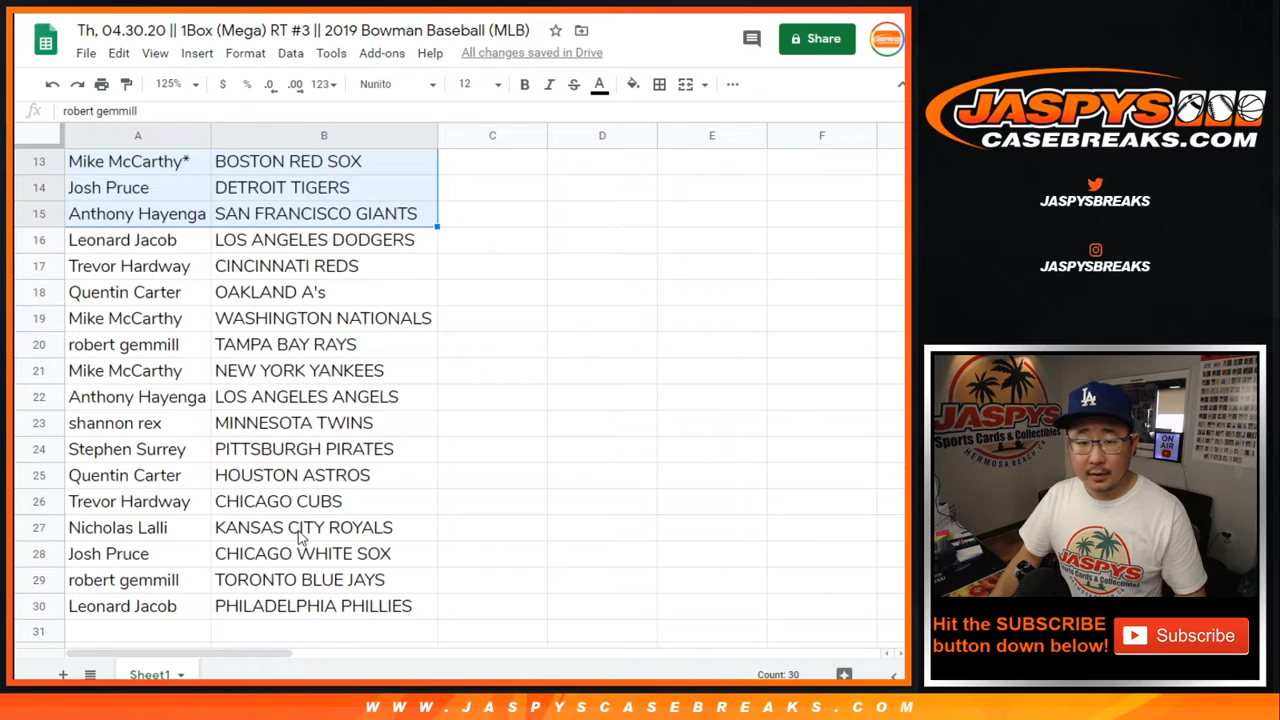 Th, 04.30.20 || 1Box (Mega) RT #3 || 2019 Bowman Baseball (MLB)
File Edit View Insert Format Data Tools Add-ons Help All changes saved in Drive
Share
125% $ % .0 .00 123 Nunito 12 B I S A
fx robert gemmill
A B C D E F
13 Mike McCarthy* BOSTON RED SOX
14 Josh Pruce DETROIT TIGERS
15 Anthony Hayenga SAN FRANCISCO GIANTS
16 Leonard Jacob LOS ANGELES DODGERS
17 Trevor Hardway CINCINNATI REDS
18 Quentin Carter OAKLAND A's
19 Mike McCarthy WASHINGTON NATIONALS
20 robert gemmill TAMPA BAY RAYS
21 Mike McCarthy NEW YORK YANKEES
22 Anthony Hayenga LOS ANGELES ANGELS
23 shannon rex MINNESOTA TWINS
24 Stephen Surrey PITTSBURGH PIRATES
25 Quentin Carter HOUSTON ASTROS
26 Trevor Hardway CHICAGO CUBS
27 Nicholas Lalli KANSAS CITY ROYALS
28 Josh Pruce CHICAGO WHITE SOX
29 robert gemmill TORONTO BLUE JAYS
30 Leonard Jacob PHILADELPHIA PHILLIES
31
Sheet1
Count: 30
JASPYS
CASEBREAKS.COM
JASPYSBREAKS
JASPYSBREAKS
JASPYS
Sports Cards & Collectibles
HERMOSA BEACH
LA
ON AIR
JASPYS
Hit the SUBSCRIBE
button down below!
Subscribe
WWW.JASPYSCASEBREAKS.COM